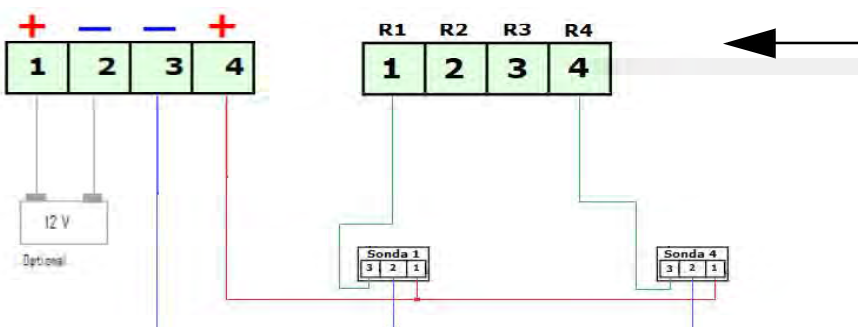 + − − +
1 2 3 4
R1 R2 R3 R4
1 2 3 4
12 V
Optional
Sonda 1
3 2 1
Sonda 4
3 2 1